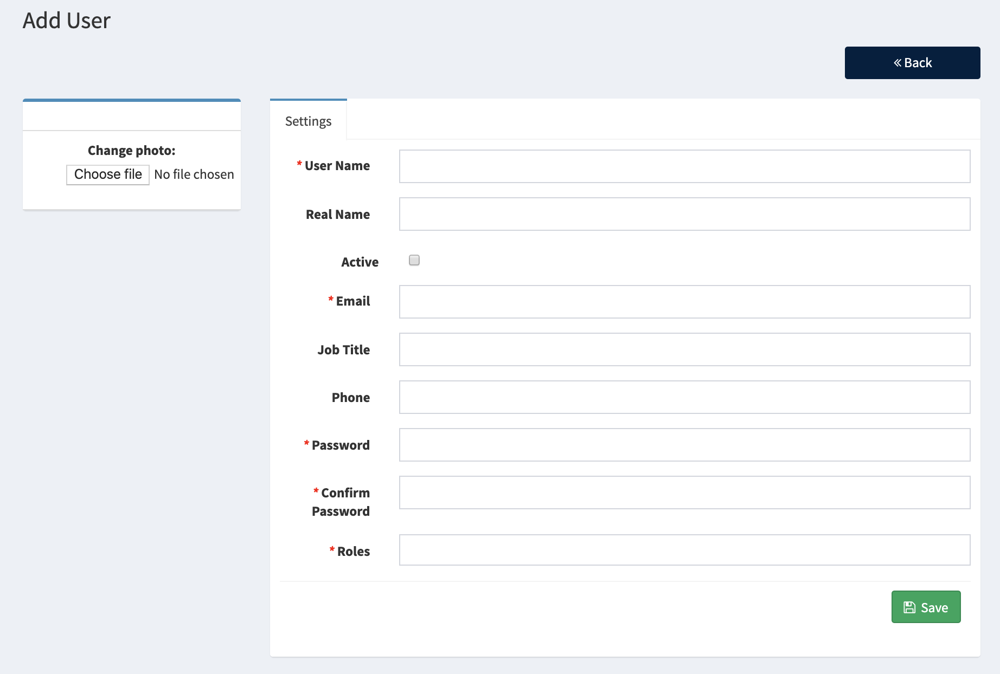 Add User
« Back
Change photo:
Choose file No file chosen
Settings
* User Name
Real Name
Active
* Email
Job Title
Phone
* Password
* Confirm
Password
* Roles
Save